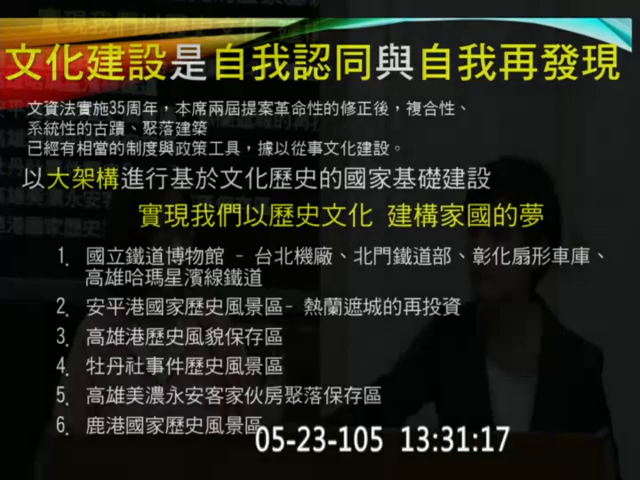 文化建設是自我認同與自我再發現
文資法實施35周年，本席兩屆提案革命性的修正後，複合性、
系統性的古蹟、聚落建築
已經有相當的制度與政策工具，據以從事文化建設。
以大架構進行基於文化歷史的國家基礎建設
實現我們以歷史文化 建構家國的夢
1. 國立鐵道博物館 - 台北機廠、北門鐵道部、彰化扇形車庫、
高雄哈瑪星濱線鐵道
2. 安平港國家歷史風景區- 熱蘭遮城的再投資
3. 高雄港歷史風貌保存區
4. 牡丹社事件歷史風景區
5. 高雄美濃永安客家伙房聚落保存區
6. 鹿港國家歷史風景區
05-23-105 13:31:17